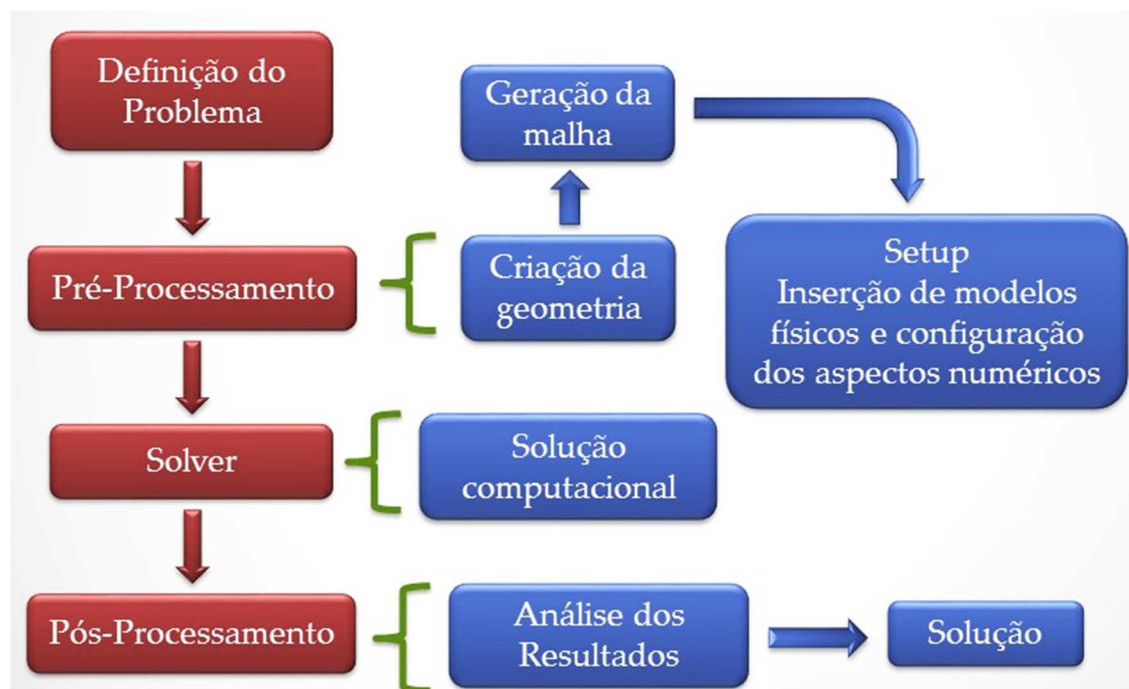 Definição do
Problema
Geração da
malha
Pré-Processamento
Criação da
geometria
Setup
Inserção de modelos
físicos e configuração
dos aspectos numéricos
Solver
Solução
computacional
Pós-Processamento
Análise dos
Resultados
Solução